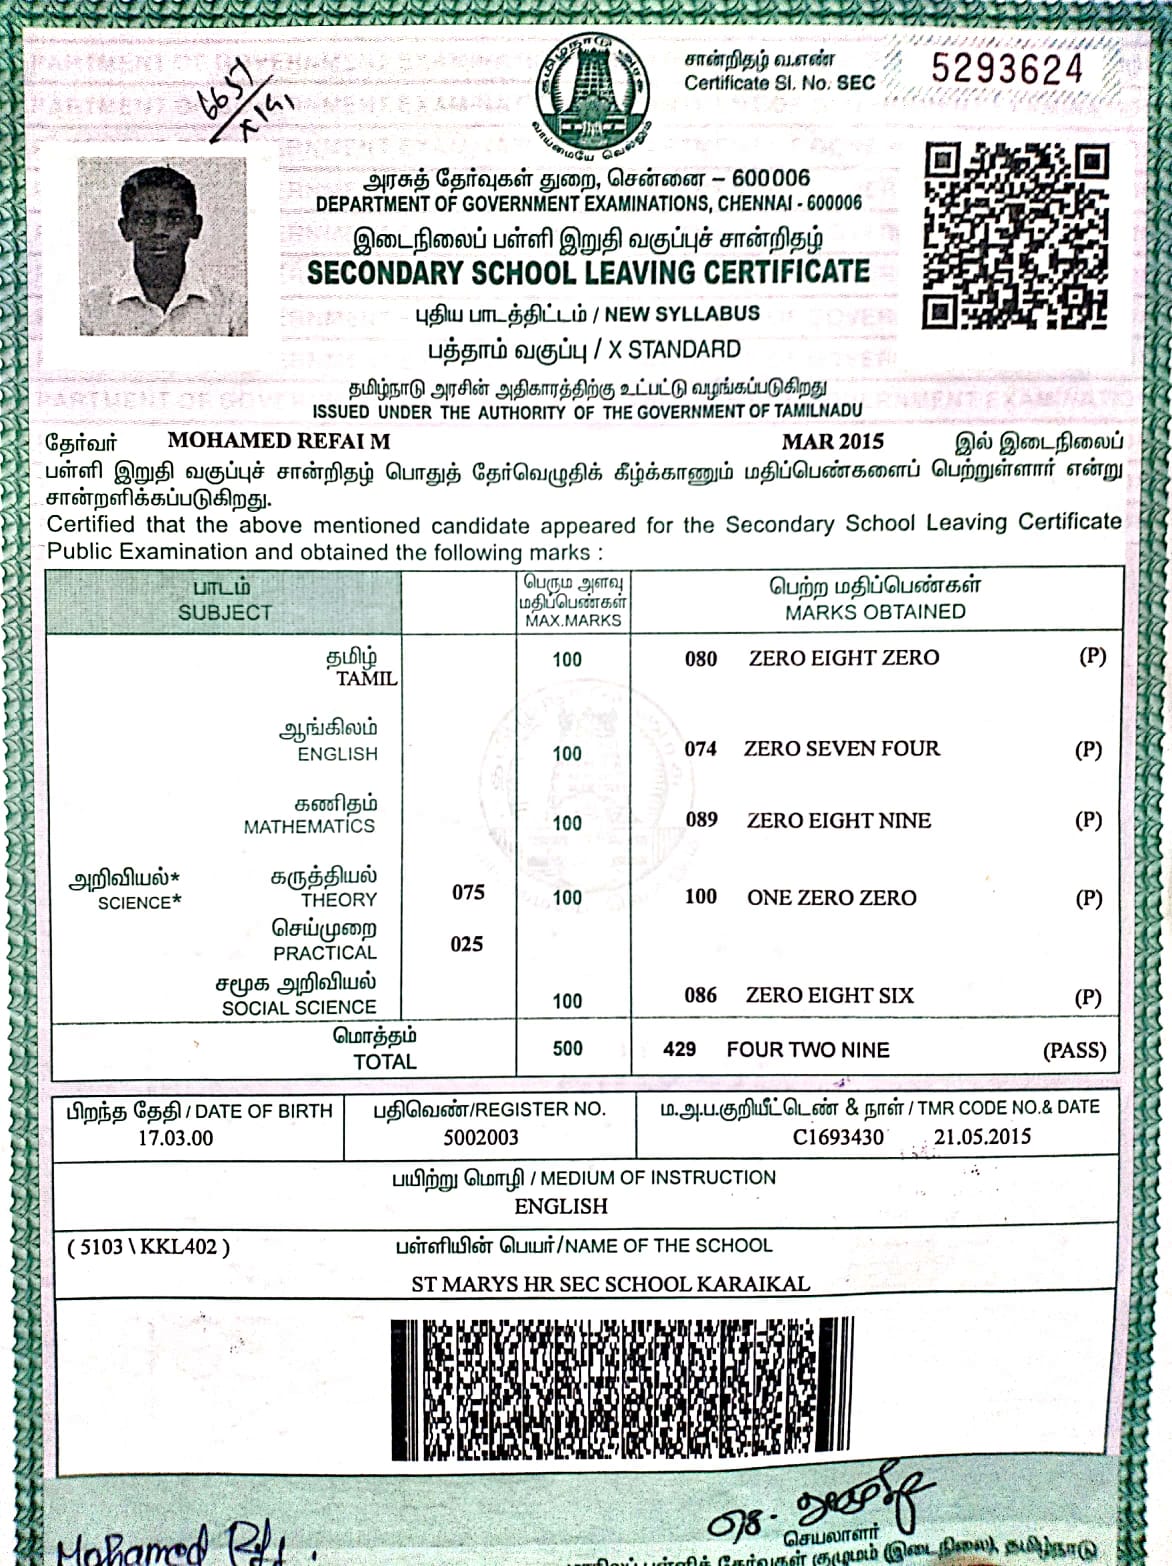 சான்றிதழ் வ.எண்
Certificate Sl. No. SEC
5293624
6657
தமிழ்நாடு அரசு
வாய்மையே வெல்லும்
அரசுத் தேர்வுகள் துறை, சென்னை – 600006
DEPARTMENT OF GOVERNMENT EXAMINATIONS, CHENNAI - 600006
இடைநிலைப் பள்ளி இறுதி வகுப்புச் சான்றிதழ்
SECONDARY SCHOOL LEAVING CERTIFICATE
புதிய பாடத்திட்டம் / NEW SYLLABUS
பத்தாம் வகுப்பு / X STANDARD
தமிழ்நாடு அரசின் அதிகாரத்திற்கு உட்பட்டு வழங்கப்படுகிறது
ISSUED UNDER THE AUTHORITY OF THE GOVERNMENT OF TAMILNADU
தேர்வர் MOHAMED REFAI M MAR 2015 இல் இடைநிலைப்
பள்ளி இறுதி வகுப்புச் சான்றிதழ் பொதுத் தேர்வெழுதிக் கீழ்க்காணும் மதிப்பெண்களைப் பெற்றுள்ளார் என்று
சான்றளிக்கப்படுகிறது.
Certified that the above mentioned candidate appeared for the Secondary School Leaving Certificate
Public Examination and obtained the following marks :
பாடம்
SUBJECT
பெரும அளவு
மதிப்பெண்கள்
MAX.MARKS
பெற்ற மதிப்பெண்கள்
MARKS OBTAINED
தமிழ்
TAMIL 100 080 ZERO EIGHT ZERO (P)
ஆங்கிலம்
ENGLISH 100 074 ZERO SEVEN FOUR (P)
கணிதம்
MATHEMATICS 100 089 ZERO EIGHT NINE (P)
அறிவியல்* கருத்தியல்
SCIENCE* THEORY 075 100 100 ONE ZERO ZERO (P)
செய்முறை
PRACTICAL 025
சமூக அறிவியல்
SOCIAL SCIENCE 100 086 ZERO EIGHT SIX (P)
மொத்தம்
TOTAL 500 429 FOUR TWO NINE (PASS)
பிறந்த தேதி / DATE OF BIRTH
17.03.00
பதிவெண்/REGISTER NO.
5002003
ம.அ.ப.குறியீட்டெண் & நாள் / TMR CODE NO.& DATE
C1693430 21.05.2015
பயிற்று மொழி / MEDIUM OF INSTRUCTION
ENGLISH
( 5103 \ KKL402 ) பள்ளியின் பெயர்/NAME OF THE SCHOOL
ST MARYS HR SEC SCHOOL KARAIKAL
Mohamed
செயலாளர்
பள்ளித் தேர்வுகள் குழுமம் (இடைநிலை), தமிழ்நாடு